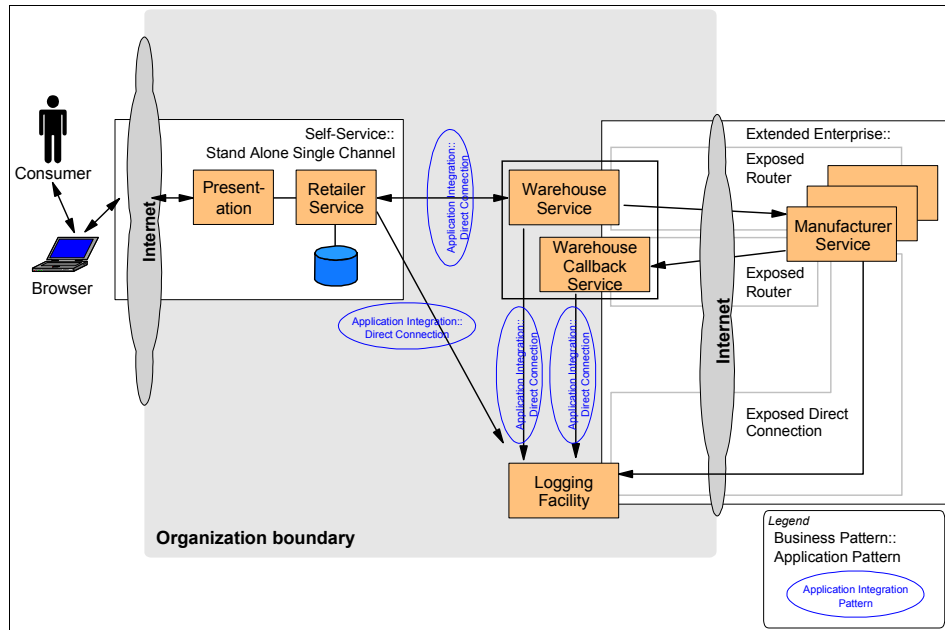 Consumer
Browser
Internet
Self-Service::
Stand Alone Single Channel
Present-
ation
Retailer
Service
Application Integration::
Direct Connection
Application Integration::
Direct Connection
Warehouse
Service
Warehouse
Callback
Service
Application Integration::
Direct Connection
Application Integration::
Direct Connection
Logging
Facility
Internet
Extended Enterprise::
Exposed
Router
Manufacturer
Service
Exposed
Router
Exposed Direct
Connection
Organization boundary
Legend
Business Pattern::
Application Pattern
Application Integration
Pattern